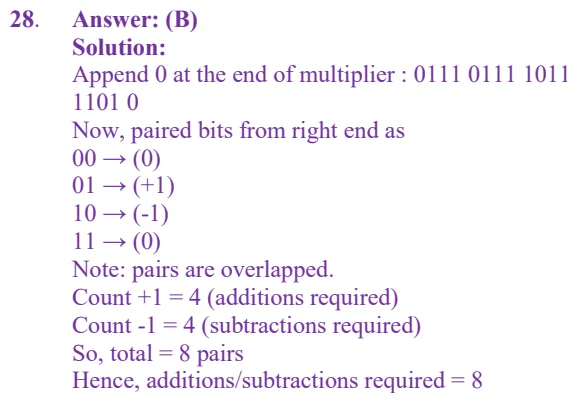 28. Answer: (B)
Solution:
Append 0 at the end of multiplier : 0111 0111 1011
1101 0
Now, paired bits from right end as
00 → (0)
01 → (+1)
10 → (-1)
11 → (0)
Note: pairs are overlapped.
Count +1 = 4 (additions required)
Count -1 = 4 (subtractions required)
So, total = 8 pairs
Hence, additions/subtractions required = 8